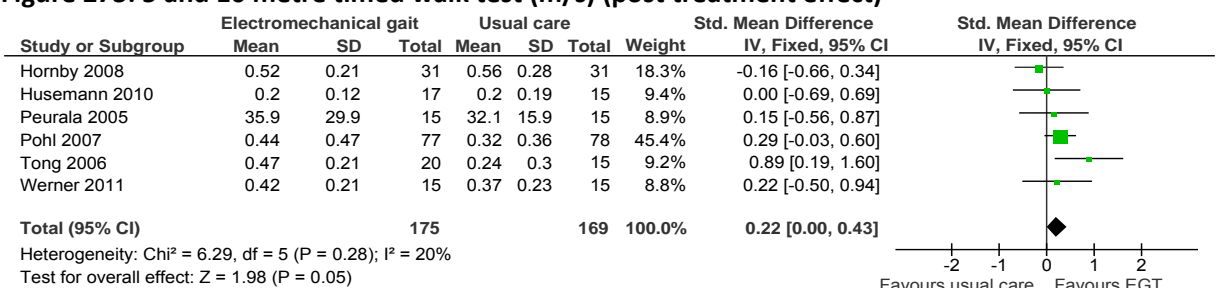 Figure 278: 5 and 10 metre timed walk test (m/s) (post treatment effect)
Electromechanical gait Usual care Std. Mean Difference Std. Mean Difference
Study or Subgroup Mean SD Total Mean SD Total Weight IV, Fixed, 95% CI IV, Fixed, 95% CI
Hornby 2008 0.52 0.21 31 0.56 0.28 31 18.3% -0.16 [-0.66, 0.34]
Husemann 2010 0.2 0.12 17 0.2 0.19 15 9.4% 0.00 [-0.69, 0.69]
Peurala 2005 35.9 29.9 15 32.1 15.9 15 8.9% 0.15 [-0.56, 0.87]
Pohl 2007 0.44 0.47 77 0.32 0.36 78 45.4% 0.29 [-0.03, 0.60]
Tong 2006 0.47 0.21 20 0.24 0.3 15 9.2% 0.89 [0.19, 1.60]
Werner 2011 0.42 0.21 15 0.37 0.23 15 8.8% 0.22 [-0.50, 0.94]
Total (95% CI) 175 169 100.0% 0.22 [0.00, 0.43]
Heterogeneity: Chi² = 6.29, df = 5 (P = 0.28); I² = 20%
Test for overall effect: Z = 1.98 (P = 0.05)
-2 -1 0 1 2
Favours usual care Favours EGT